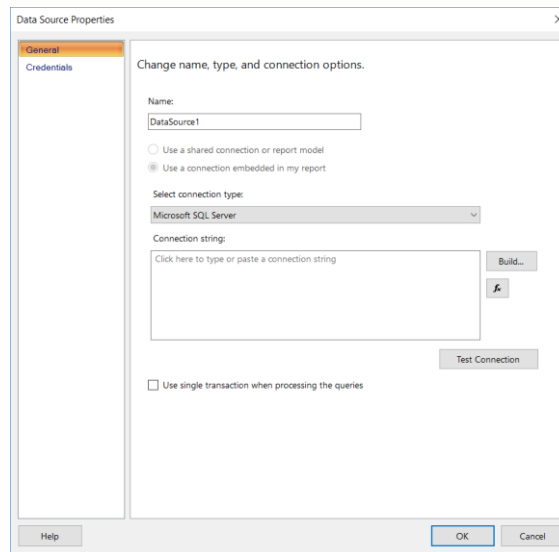 Data Source Properties
General
Credentials
Change name, type, and connection options.
Name:
DataSource1
Use a shared connection or report model
Use a connection embedded in my report
Select connection type:
Microsoft SQL Server
Connection string:
Click here to type or paste a connection string
Build...
fx
Test Connection
Use single transaction when processing the queries
Help
OK
Cancel